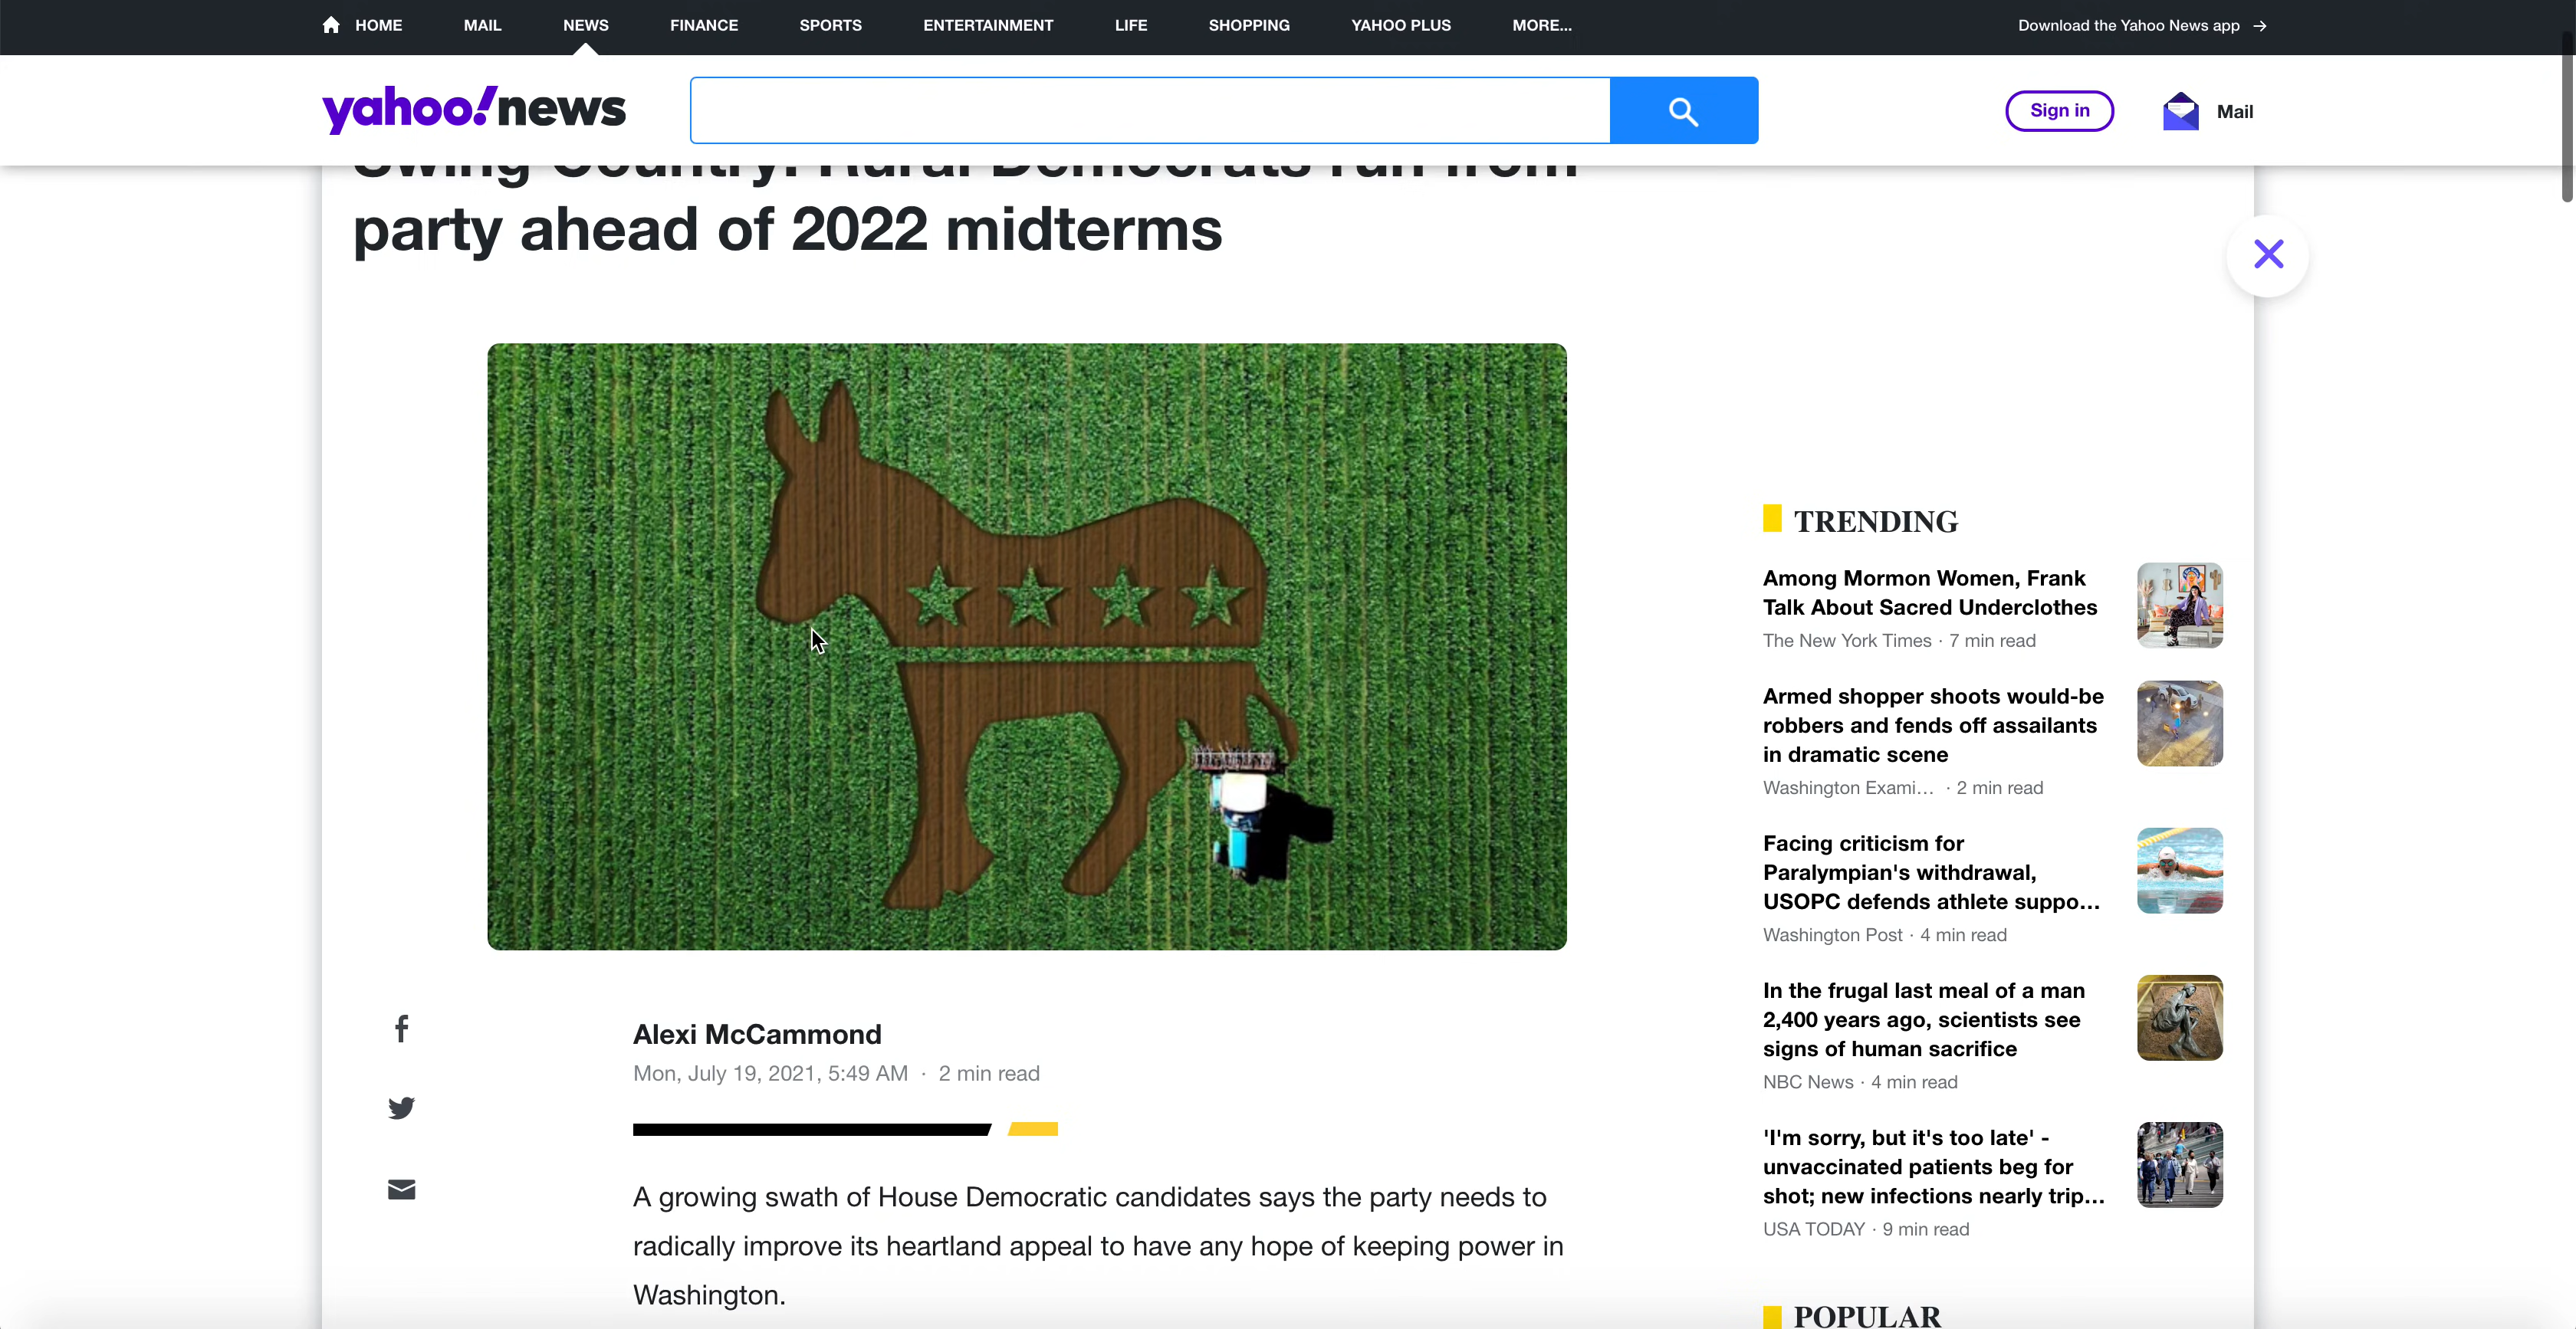 HOME MAIL NEWS FINANCE SPORTS ENTERTAINMENT LIFE SHOPPING YAHOO PLUS MORE... Download the Yahoo News app →
yahoo!news
Sign in
Mail
Swing Country: Rural Democrats run from
party ahead of 2022 midterms
Alexi McCammond
Mon, July 19, 2021, 5:49 AM · 2 min read
A growing swath of House Democratic candidates says the party needs to
radically improve its heartland appeal to have any hope of keeping power in
Washington.
TRENDING
Among Mormon Women, Frank
Talk About Sacred Underclothes
The New York Times · 7 min read
Armed shopper shoots would-be
robbers and fends off assailants
in dramatic scene
Washington Exami… · 2 min read
Facing criticism for
Paralympian's withdrawal,
USOPC defends athlete suppo…
Washington Post · 4 min read
In the frugal last meal of a man
2,400 years ago, scientists see
signs of human sacrifice
NBC News · 4 min read
'I'm sorry, but it's too late' -
unvaccinated patients beg for
shot; new infections nearly trip…
USA TODAY · 9 min read
POPULAR